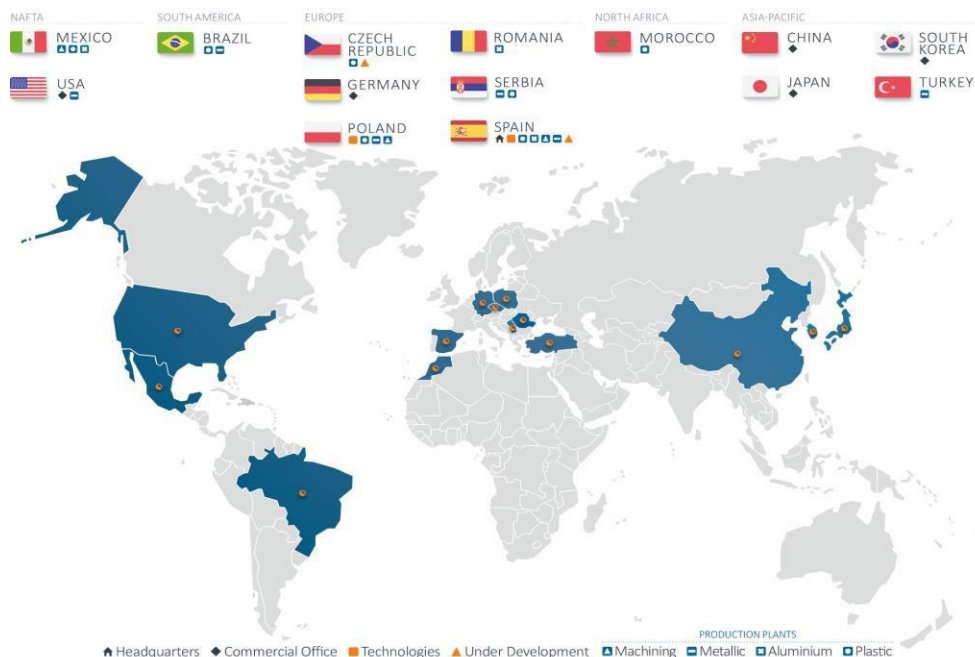 NAFTA
SOUTH AMERICA
EUROPE
NORTH AFRICA
ASIA-PACIFIC
MEXICO
BRAZIL
CZECH
REPUBLIC
ROMANIA
MOROCCO
CHINA
SOUTH
KOREA
USA
GERMANY
SERBIA
JAPAN
TURKEY
POLAND
SPAIN
PRODUCTION PLANTS
Headquarters Commercial Office Technologies Under Development Machining Metallic Aluminium Plastic